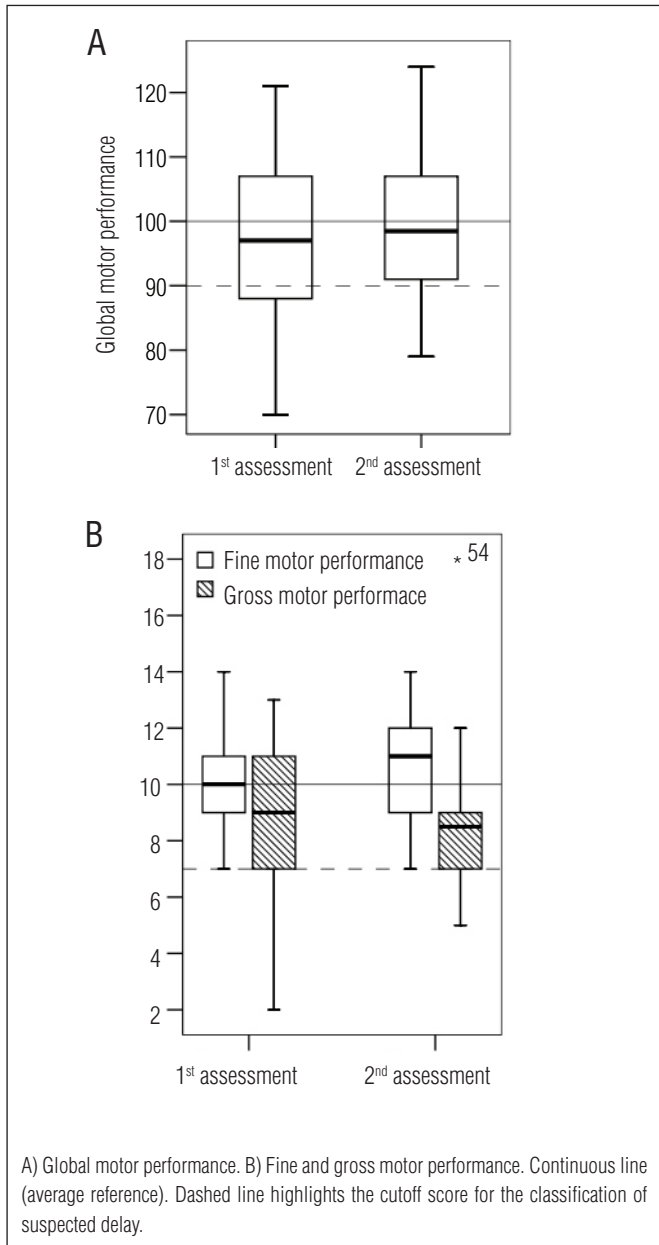 A
Global motor performance
120
110
100
90
80
70
1st assessment
2nd assessment
B
18
16
14
12
10
8
6
4
2
Fine motor performance
Gross motor performace
* 54
1st assessment
2nd assessment
A) Global motor performance. B) Fine and gross motor performance. Continuous line
(average reference). Dashed line highlights the cutoff score for the classification of
suspected delay.